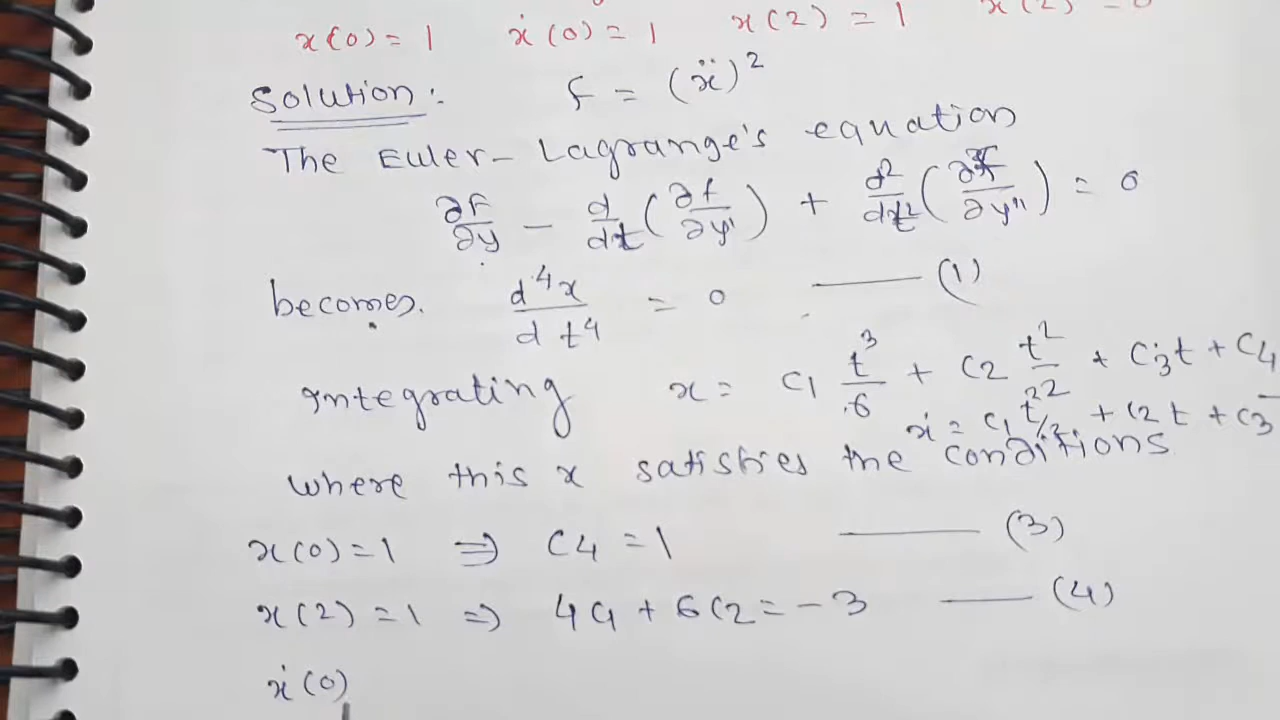 x(0) = 1 ẋ(0) = 1 x(2) = 1 x(2) = 0
Solution: F = (ẍ)²
The Euler-Lagrange's equation
∂F/∂y - d/dt (∂f/∂y') + d²/dt² (∂F/∂y'') = 0
becomes. d⁴x/dt⁴ = 0 —— (1)
Integrating x = c₁ t³/6 + c₂ t²/2 + c₃t + c₄
ẋ = c₁ t²/2 + c₂ t + c₃
where this x satisfies the conditions
x(0) = 1 ⇒ c₄ = 1 —— (3)
x(2) = 1 ⇒ 4c₁ + 6c₂ = -3 —— (4)
ẋ(0)